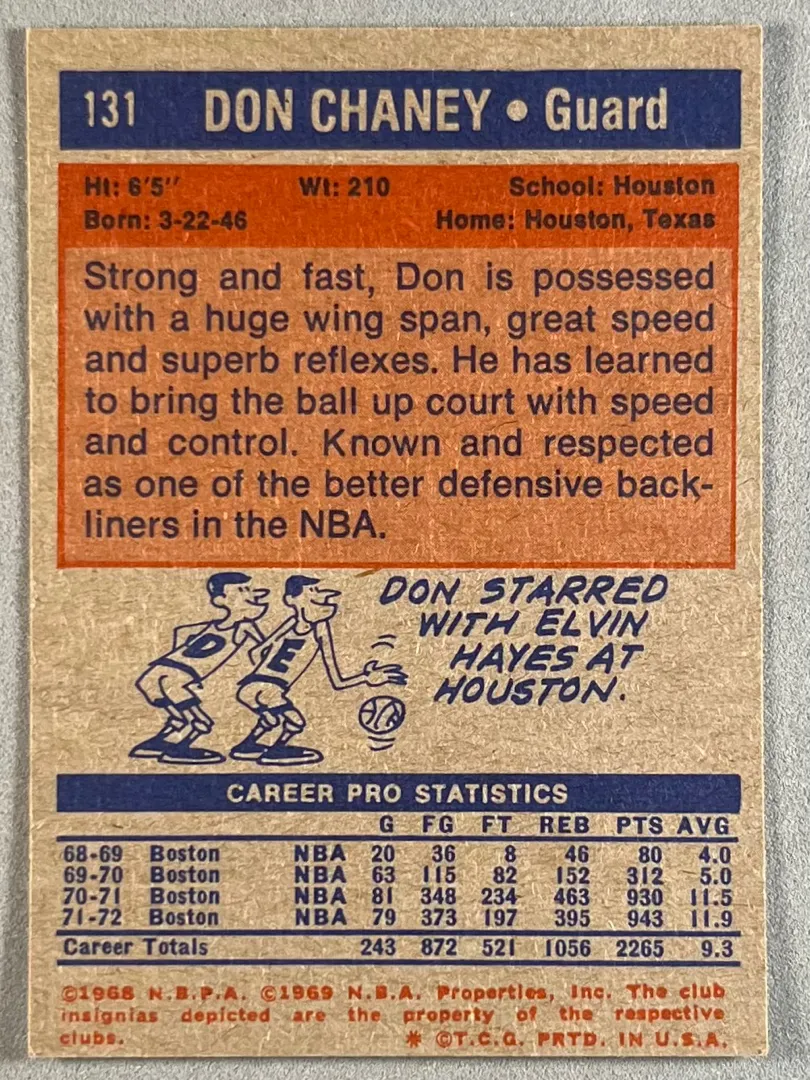 131 DON CHANEY • Guard
Ht: 6'5" Wt: 210 School: Houston
Born: 3-22-46 Home: Houston, Texas
Strong and fast, Don is possessed
with a huge wing span, great speed
and superb reflexes. He has learned
to bring the ball up court with speed
and control. Known and respected
as one of the better defensive back-
liners in the NBA.
DON STARRED
WITH ELVIN
HAYES AT
HOUSTON.
D E
CAREER PRO STATISTICS
G FG FT REB PTS AVG
68-69 Boston NBA 20 36 8 46 80 4.0
69-70 Boston NBA 63 115 82 152 312 5.0
70-71 Boston NBA 81 348 234 463 930 11.5
71-72 Boston NBA 79 373 197 395 943 11.9
Career Totals 243 872 521 1056 2265 9.3
©1968 N.B.P.A. ©1969 N.B.A. Properties, Inc. The club
insignias depicted are the property of the respective
clubs. * ©T.C.G. PRTD. IN U.S.A.